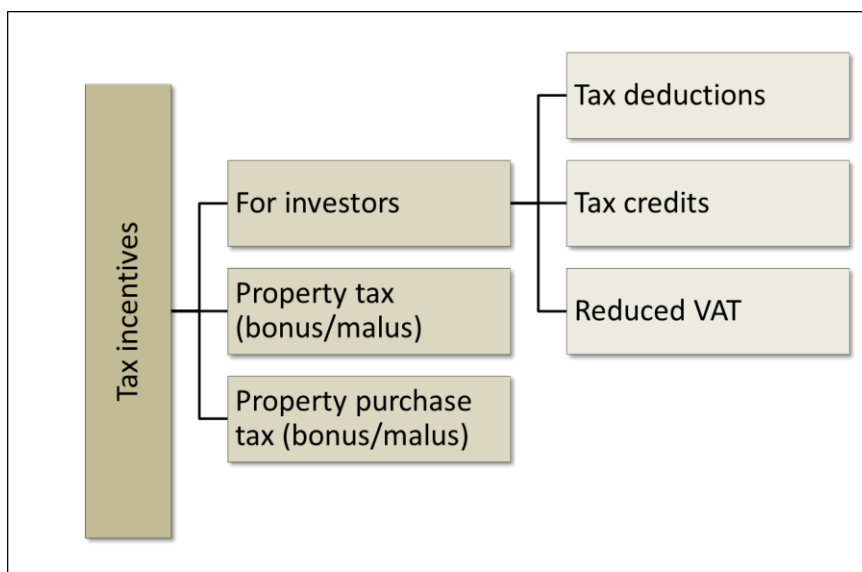 Tax incentives
For investors
Property tax
(bonus/malus)
Property purchase
tax (bonus/malus)
Tax deductions
Tax credits
Reduced VAT